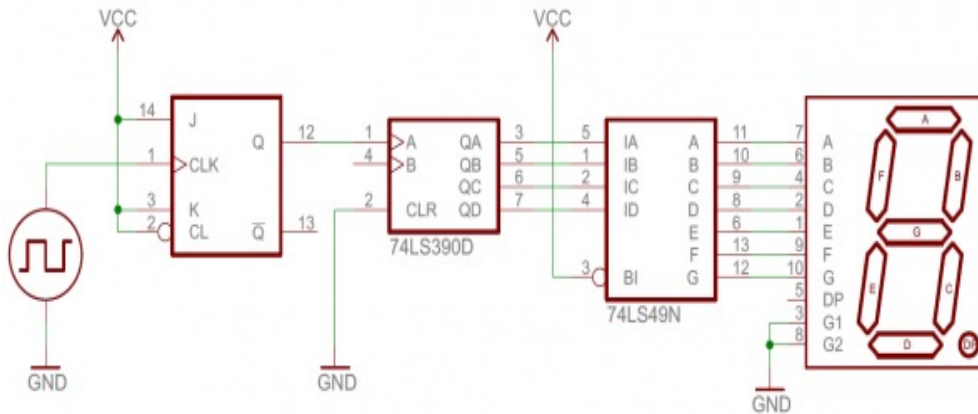 VCC
VCC
14 J
Q 12
1 CLK
3 K
2 CL
Q 13
GND
1 A QA 3
4 B QB 5
QC 6
2 CLR QD 7
74LS390D
GND
5 IA A 11
1 IB B 10
2 IC C 9
4 ID D 8
E 6
F 13
3 BI G 12
74LS49N
7 A
6 B
4 C
2 D
1 E
9 F
10 G
5 DP
3 G1
8 G2
GND
A
F B
G
E C
D
DP